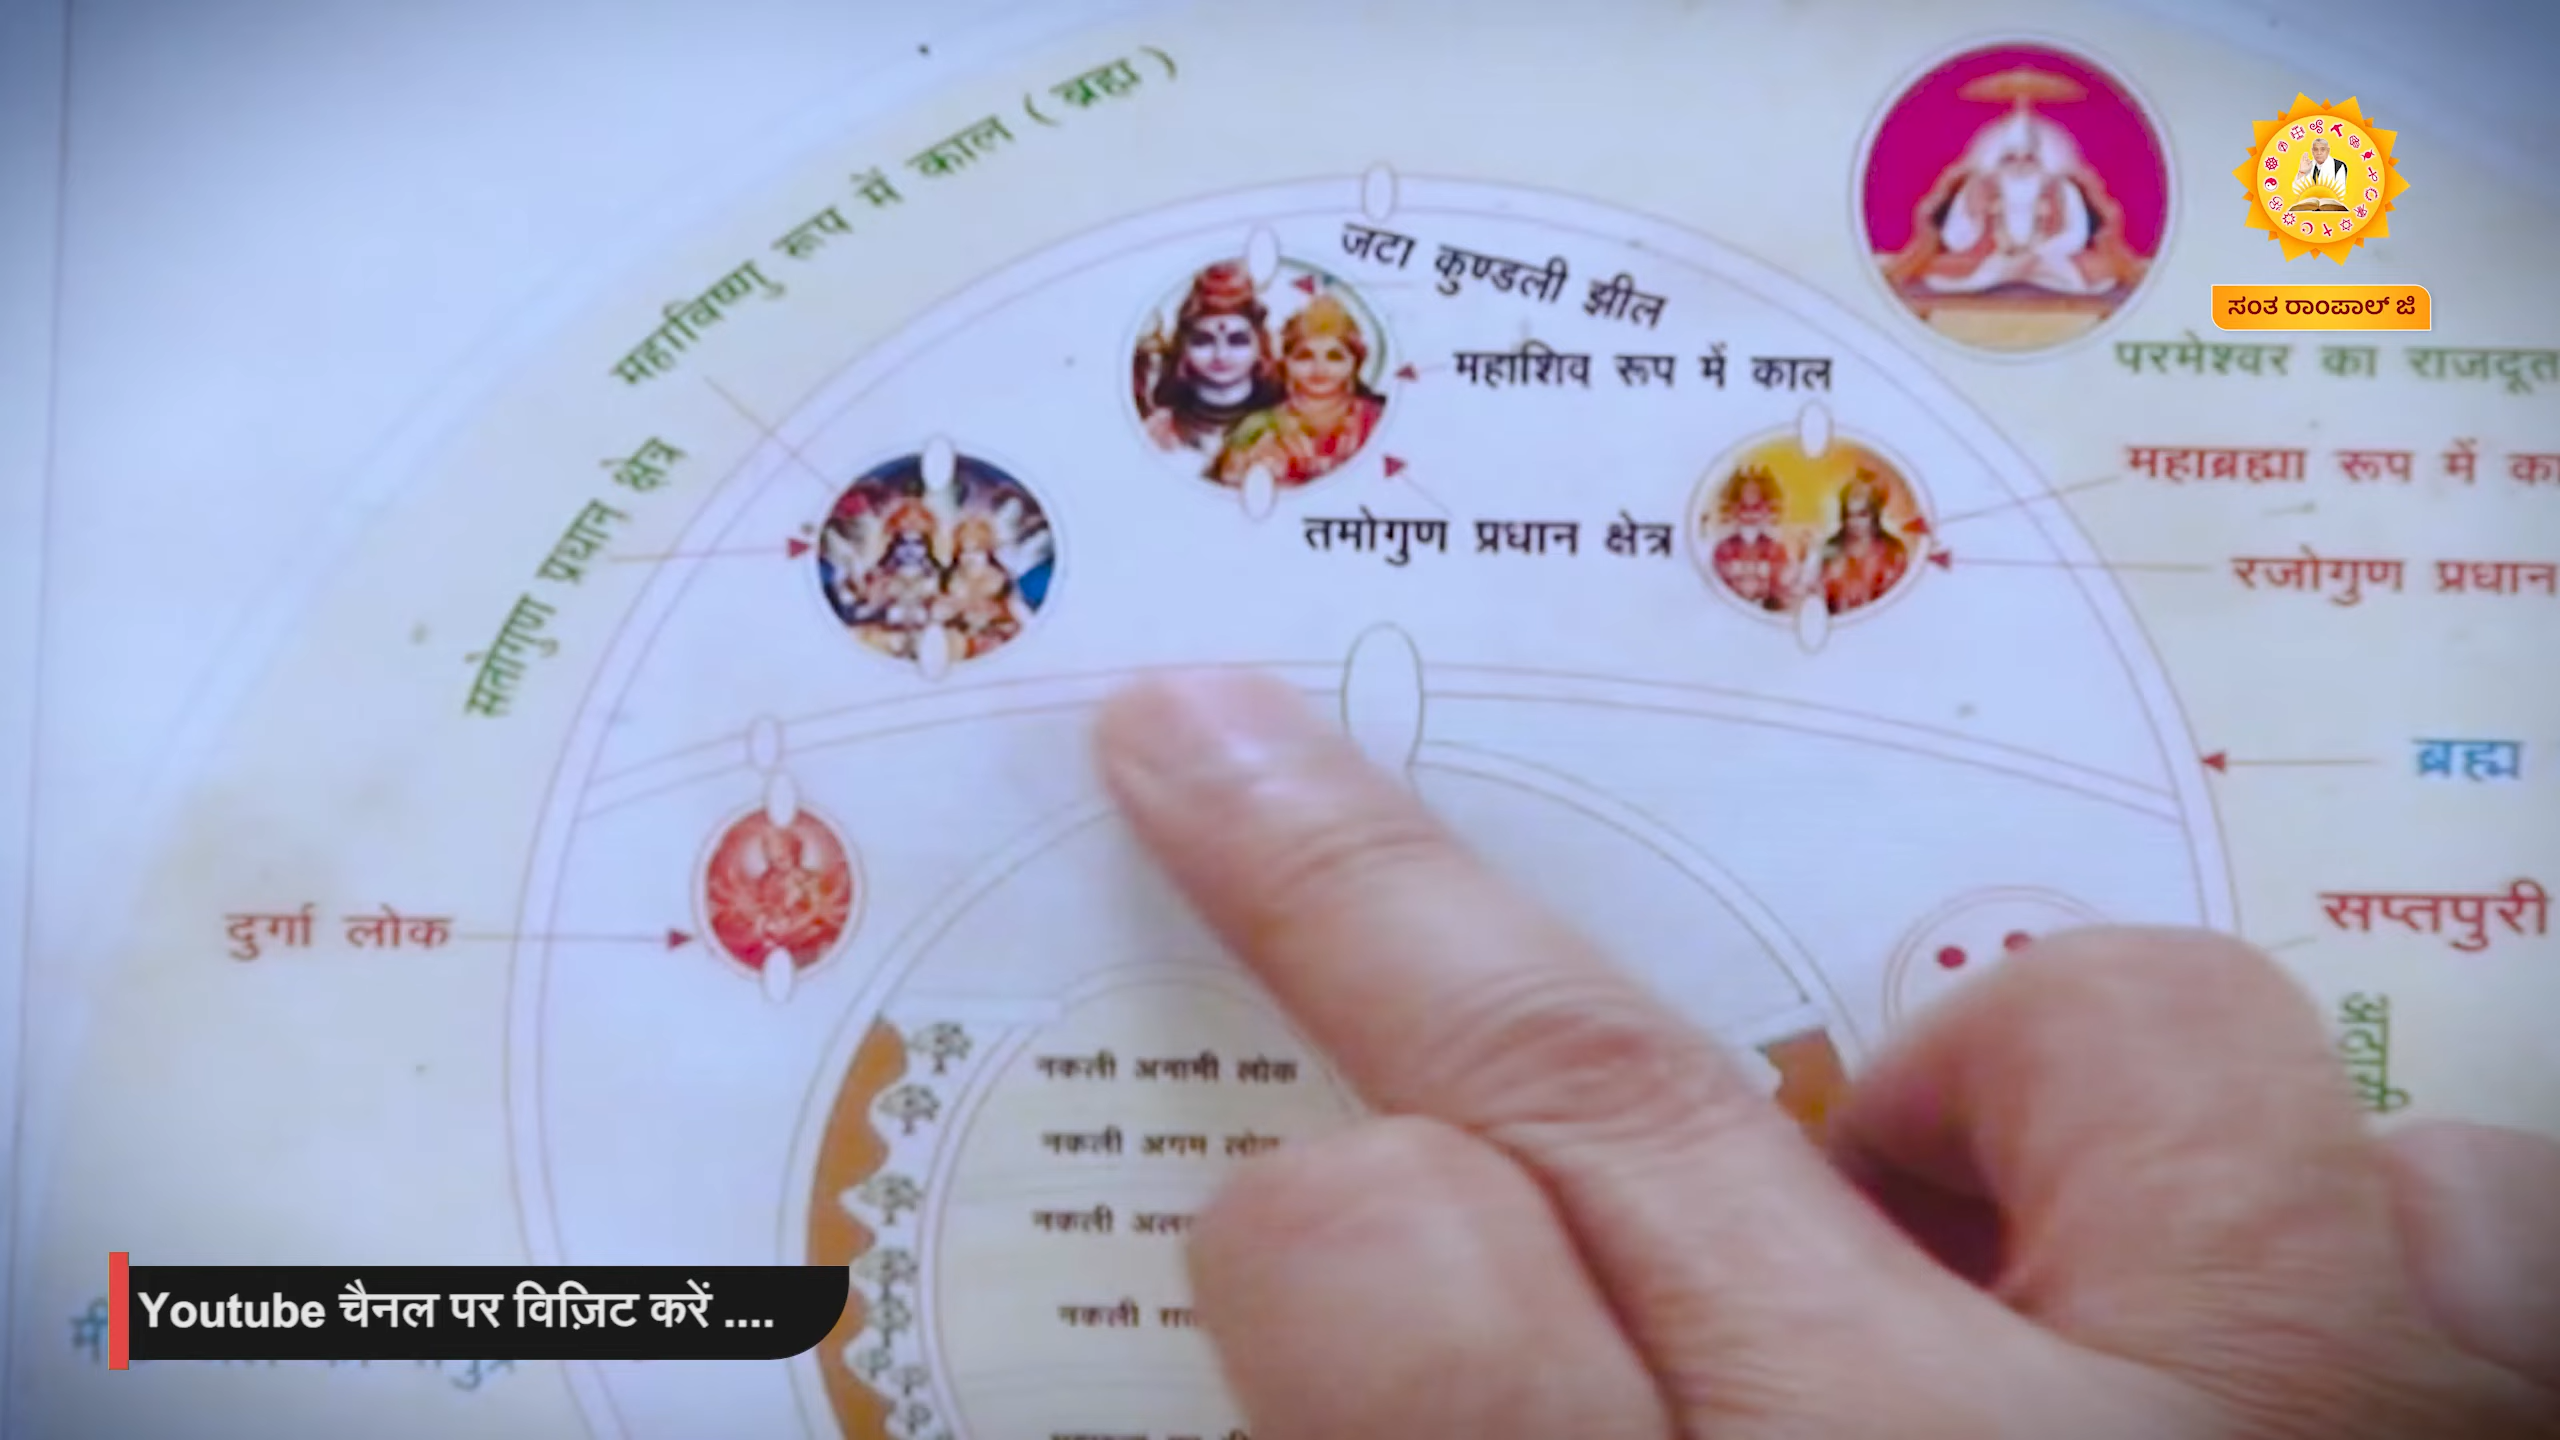 महाविष्णु रूप में काल ( ब्रह्म )
सतोगुण प्रधान क्षेत्र
जटा कुण्डली झील
महाशिव रूप में काल
तमोगुण प्रधान क्षेत्र
ಸಂತ ರಾಂಪಾಲ್ ಜಿ
परमेश्वर का राजदूत
महाब्रह्मा रूप में
रजोगुण प्रधान
ब्रह्म
सप्तपुरी
दुर्गा लोक
नकली अनामी लोक
नकली अगम
नकली
नकली
Youtube चैनल पर विज़िट करें ....